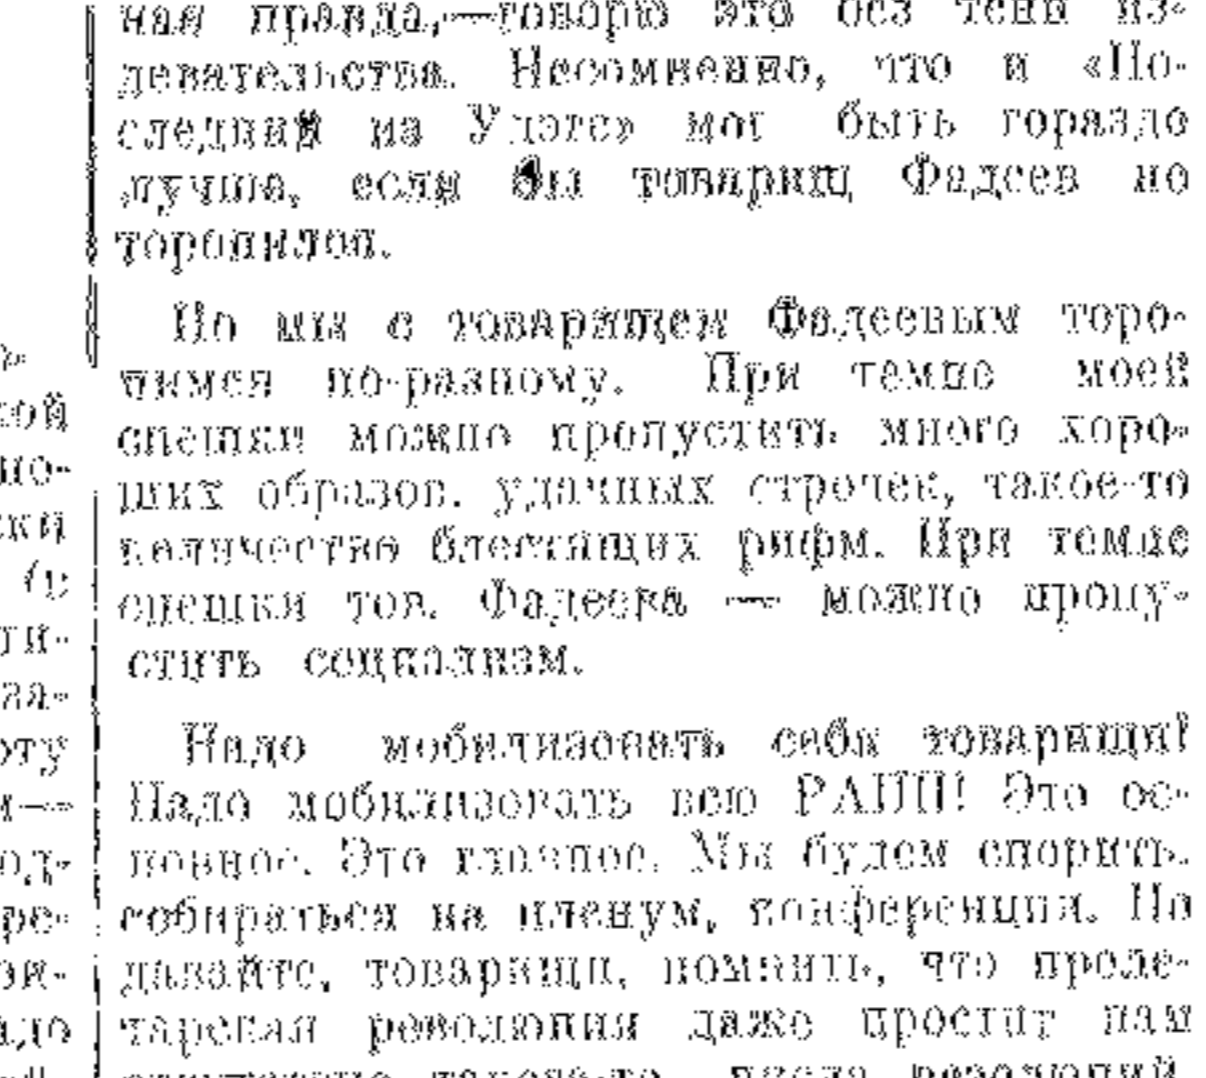 ная правда,—говорю это без тени из-
девательства. Несомненно, что и «По-
следний из Удэге» мог быть гораздо
лучше, если бы товарищ Фадеев не
торопился.
Но мы с товарищем Фадеевым торо-
пимся по-разному. При темпе моей
спешки можно пропустить много хоро-
ших образов, удачных строчек, такое-то
количество блестящих рифм. При темпе
спешки тов. Фадеева — можно пропу-
стить социализм.
Надо мобилизовать себя товарищи!
Надо мобилизовать всю РАПП! Это ос-
новное. Это главное. Мы будем спорить,
собираться на пленум, конференции. Но
давайте, товарищи, помнить, что проле-
тарская революция даже простит нам